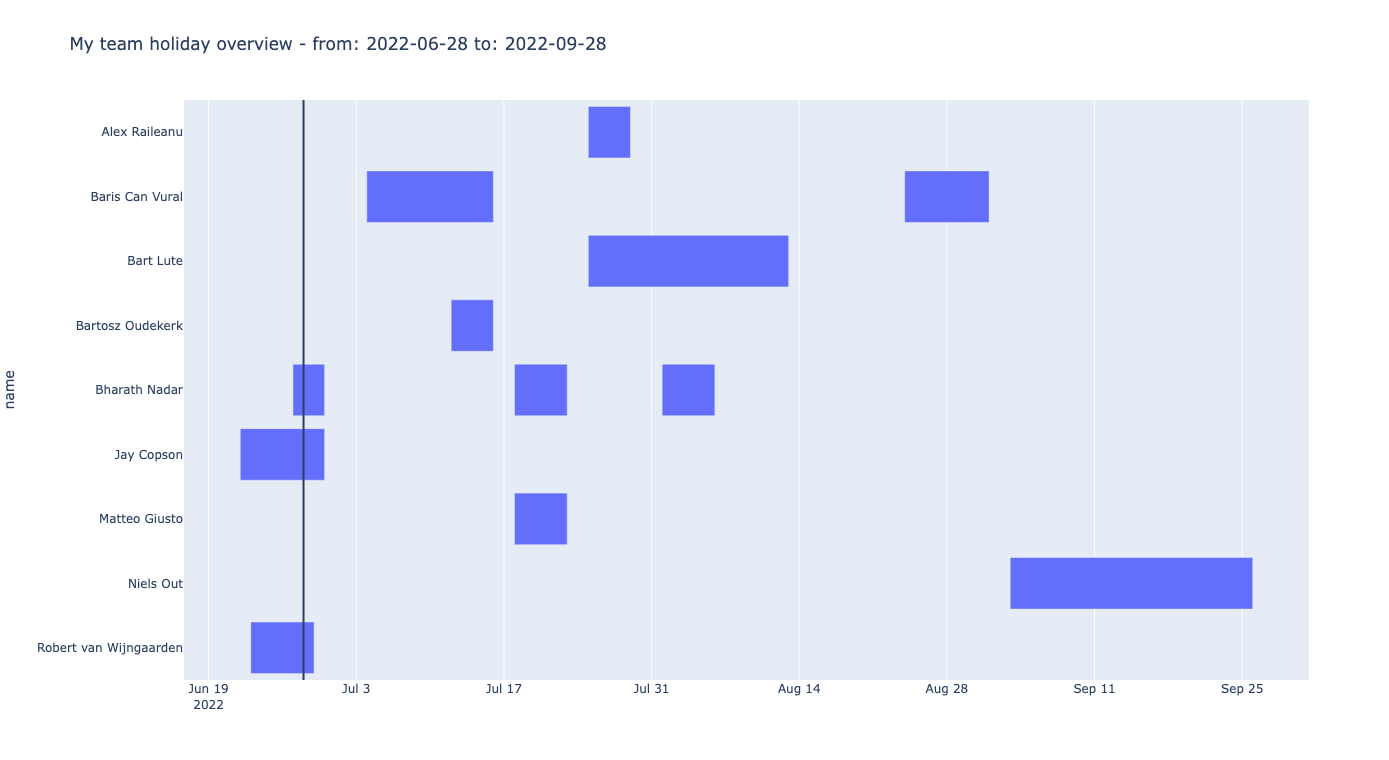 My team holiday overview - from: 2022-06-28 to: 2022-09-28
name
Alex Raileanu
Baris Can Vural
Bart Lute
Bartosz Oudekerk
Bharath Nadar
Jay Copson
Matteo Giusto
Niels Out
Robert van Wijngaarden
Jun 19 Jul 3 Jul 17 Jul 31 Aug 14 Aug 28 Sep 11 Sep 25
2022